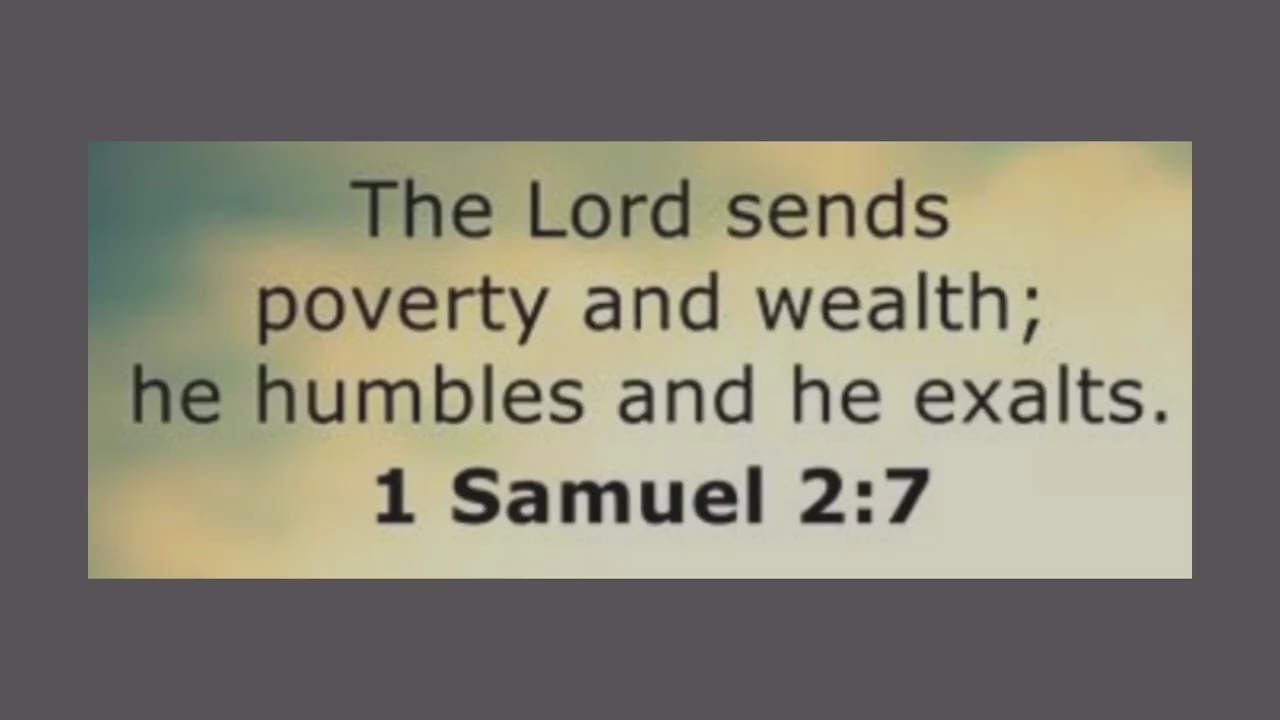 The Lord sends
poverty and wealth;
he humbles and he exalts.
1 Samuel 2:7